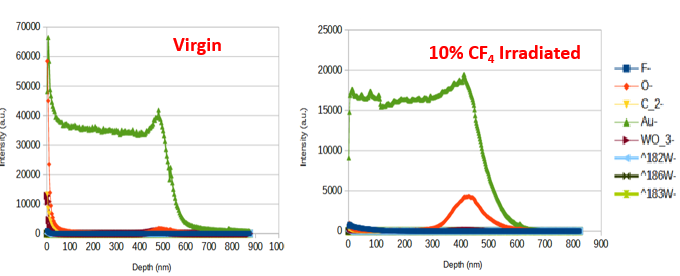 Virgin
70000
60000
50000
40000
30000
20000
10000
0
Intensity (a.u.)
0 100 200 300 400 500 600 700 800 900 100
Depth (nm)
10% CF4 Irradiated
25000
20000
15000
10000
5000
0
Intensity (a.u.)
0 100 200 300 400 500 600 700 800 900
Depth (nm)
F-
O-
C_2-
Au-
WO_3-
^182W-
^186W-
^183W-